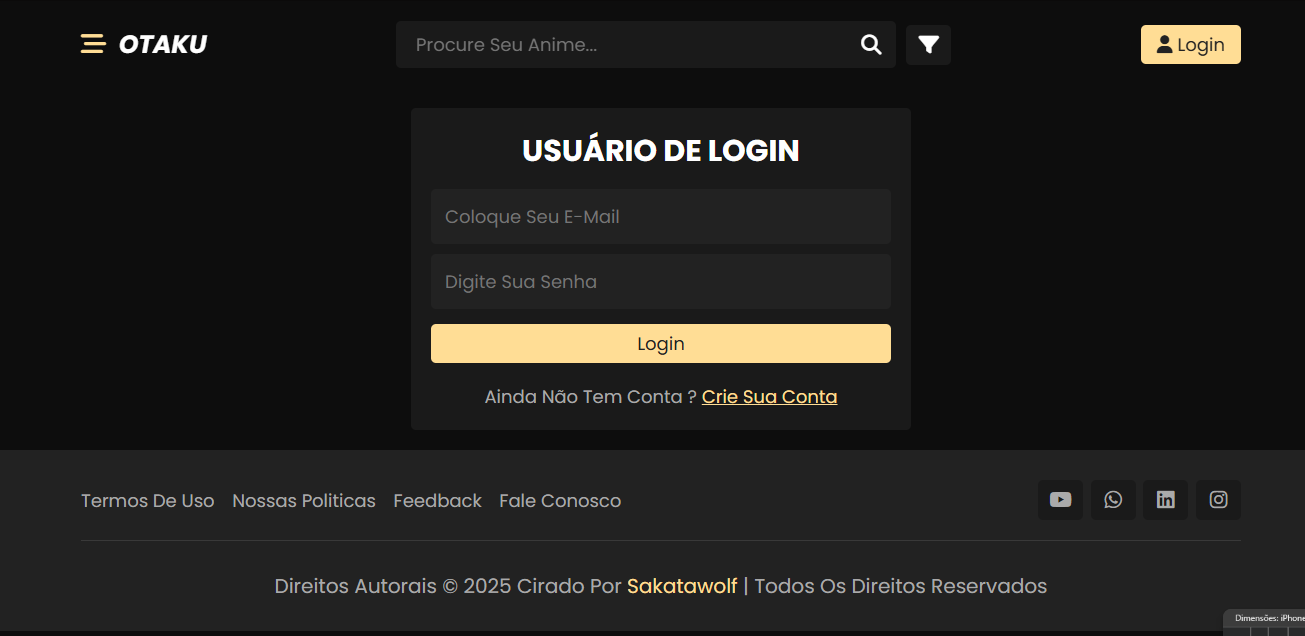 OTAKU
Procure Seu Anime...
Login
USUÁRIO DE LOGIN
Coloque Seu E-Mail
Digite Sua Senha
Login
Ainda Não Tem Conta ? Crie Sua Conta
Termos De Uso Nossas Politicas Feedback Fale Conosco
Direitos Autorais © 2025 Cirado Por Sakatawolf | Todos Os Direitos Reservados
Dimensões: iPhone